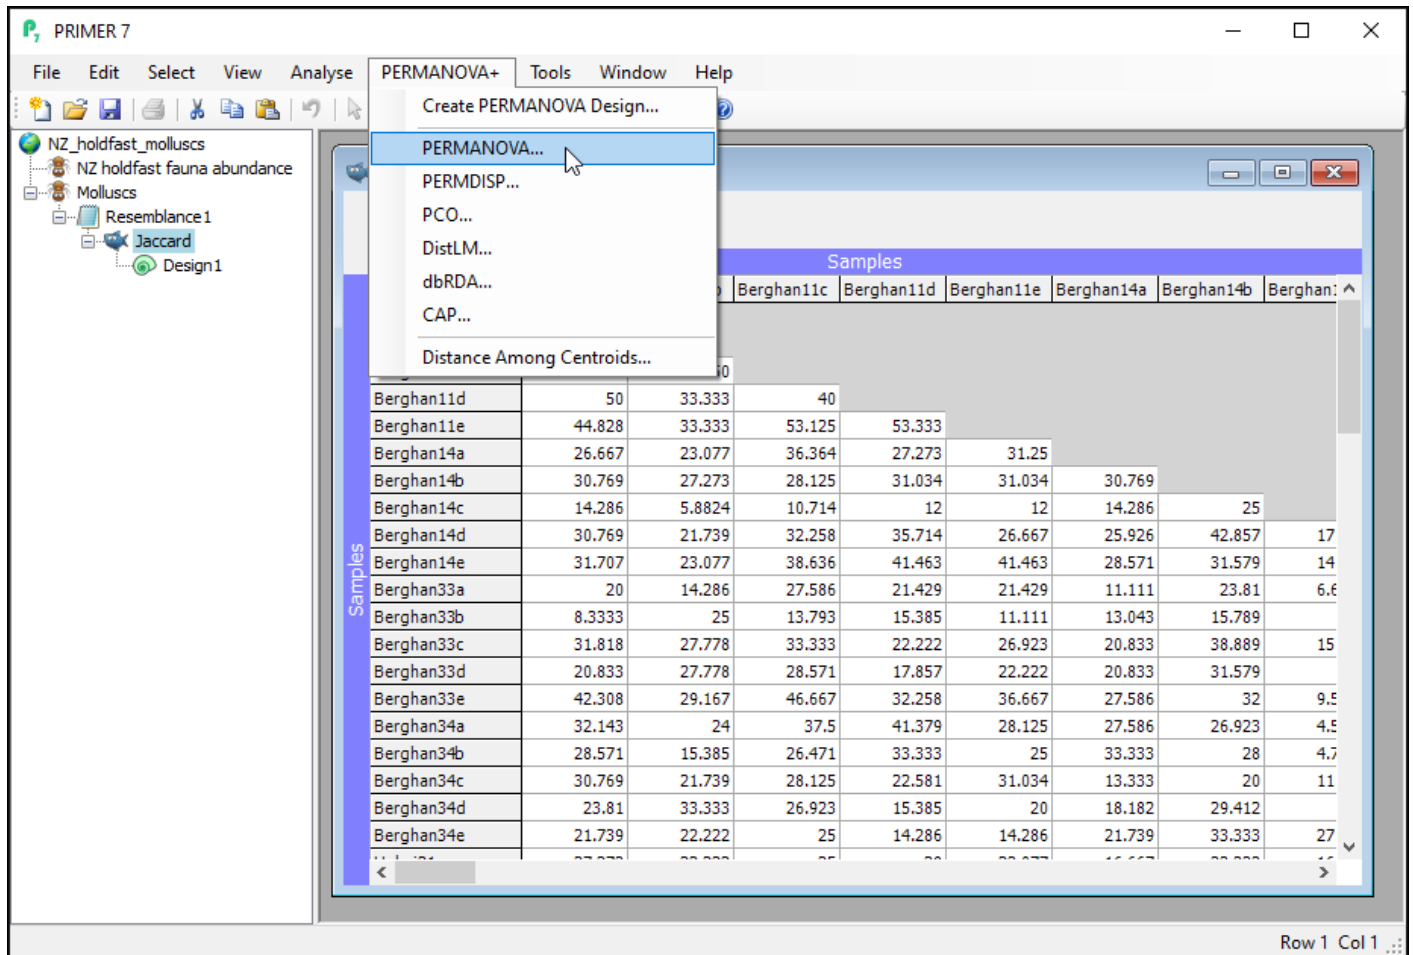 PRIMER 7
File Edit Select View Analyse PERMANOVA+ Tools Window Help
Create PERMANOVA Design...
PERMANOVA...
PERMDISP...
PCO...
DistLM...
dbRDA...
CAP...
Distance Among Centroids...
NZ_holdfast_molluscs
NZ holdfast fauna abundance
Molluscs
Resemblance1
Jaccard
Design1
Samples
Berghan11c Berghan11d Berghan11e Berghan14a Berghan14b
Samples
Berghan11d 50 33.333 40
Berghan11e 44.828 33.333 53.125 53.333
Berghan14a 26.667 23.077 36.364 27.273 31.25
Berghan14b 30.769 27.273 28.125 31.034 31.034 30.769
Berghan14c 14.286 5.8824 10.714 12 12 14.286 25
Berghan14d 30.769 21.739 32.258 35.714 26.667 25.926 42.857 17
Berghan14e 31.707 23.077 38.636 41.463 41.463 28.571 31.579 14
Berghan33a 20 14.286 27.586 21.429 21.429 11.111 23.81
Berghan33b 8.3333 25 13.793 15.385 11.111 13.043 15.789
Berghan33c 31.818 27.778 33.333 22.222 26.923 20.833 38.889 15
Berghan33d 20.833 27.778 28.571 17.857 22.222 20.833 31.579
Berghan33e 42.308 29.167 46.667 32.258 36.667 27.586 32 9.5
Berghan34a 32.143 24 37.5 41.379 28.125 27.586 26.923 4.5
Berghan34b 28.571 15.385 26.471 33.333 25 33.333 28 4.7
Berghan34c 30.769 21.739 28.125 22.581 31.034 13.333 20 11
Berghan34d 23.81 33.333 26.923 15.385 20 18.182 29.412
Berghan34e 21.739 22.222 25 14.286 14.286 21.739 33.333 27
Row 1 Col 1